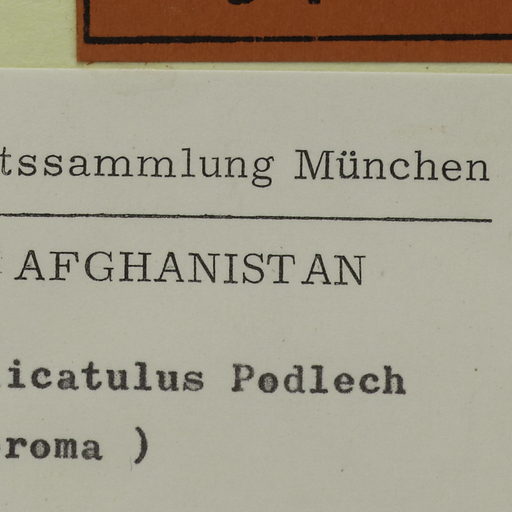 tssammlung München
AFGHANISTAN
icatulus Podlech
roma )